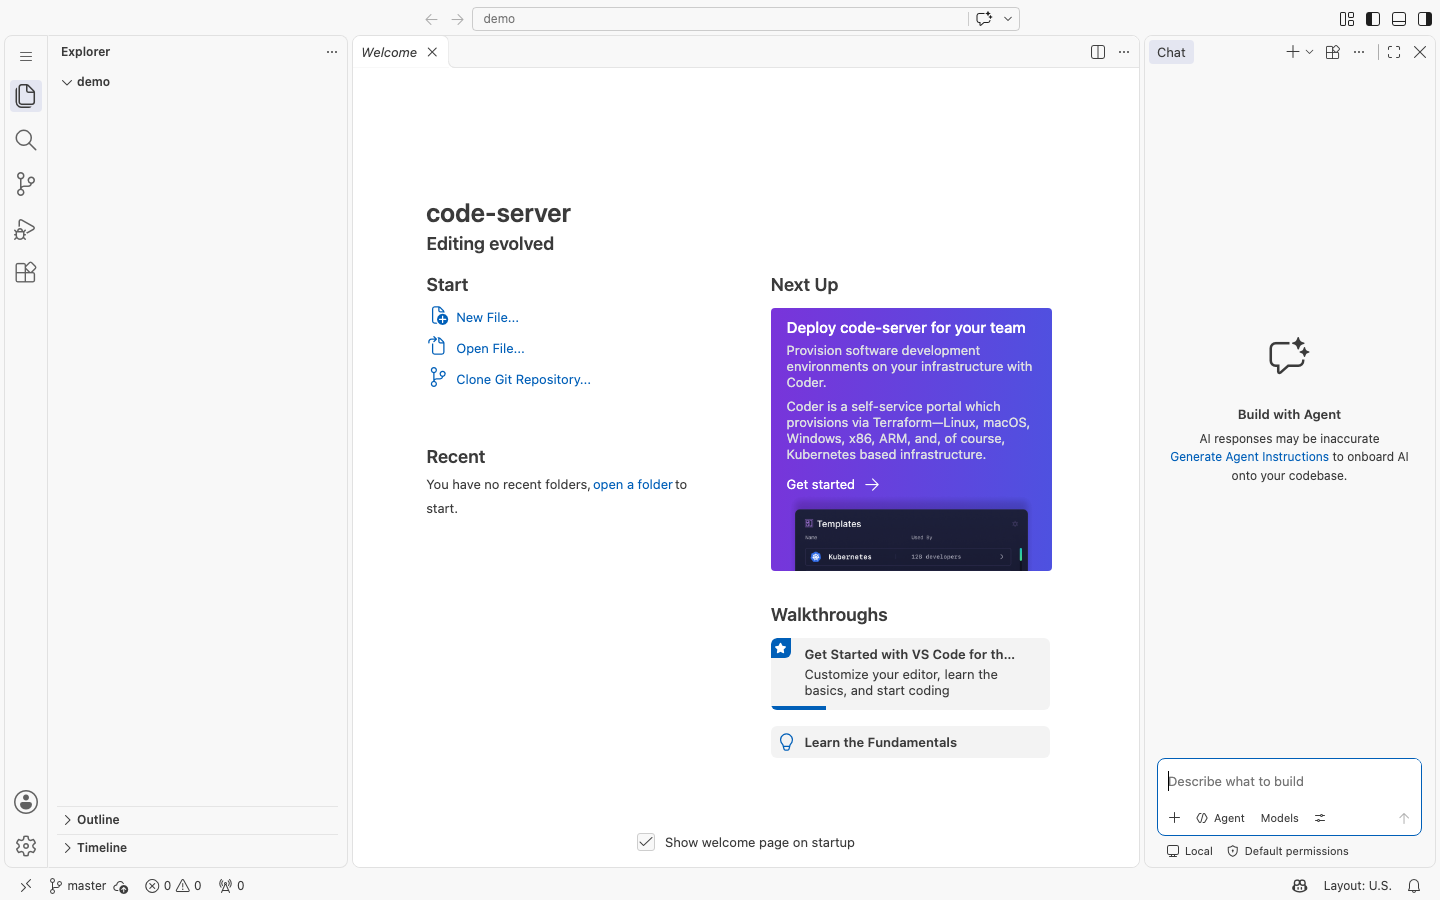 demo
Explorer
demo
Outline
Timeline
Welcome
code-server
Editing evolved
Start
New File...
Open File...
Clone Git Repository...
Recent
You have no recent folders, open a folder to
start.
Next Up
Deploy code-server for your team
Provision software development
environments on your infrastructure with
Coder.
Coder is a self-service portal which
provisions via Terraform—Linux, macOS,
Windows, x86, ARM, and, of course,
Kubernetes based infrastructure.
Get started
Templates
Name Used By
Kubernetes 128 developers
Walkthroughs
Get Started with VS Code for th...
Customize your editor, learn the
basics, and start coding
Learn the Fundamentals
Show welcome page on startup
Chat
Build with Agent
AI responses may be inaccurate
Generate Agent Instructions to onboard AI
onto your codebase.
Describe what to build
Agent Models
Local Default permissions
master 0 0 0 Layout: U.S.